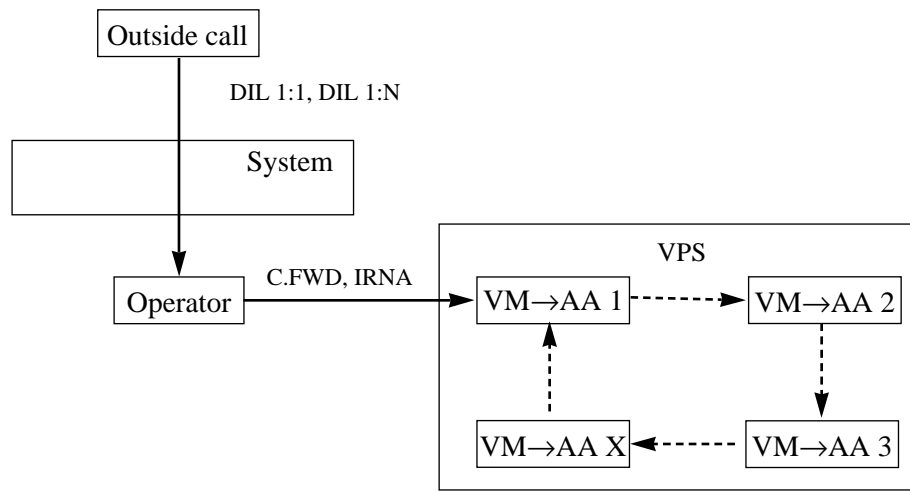 Outside call
DIL 1:1, DIL 1:N
System
VPS
C.FWD, IRNA
Operator
VM→AA 1
VM→AA 2
VM→AA X
VM→AA 3